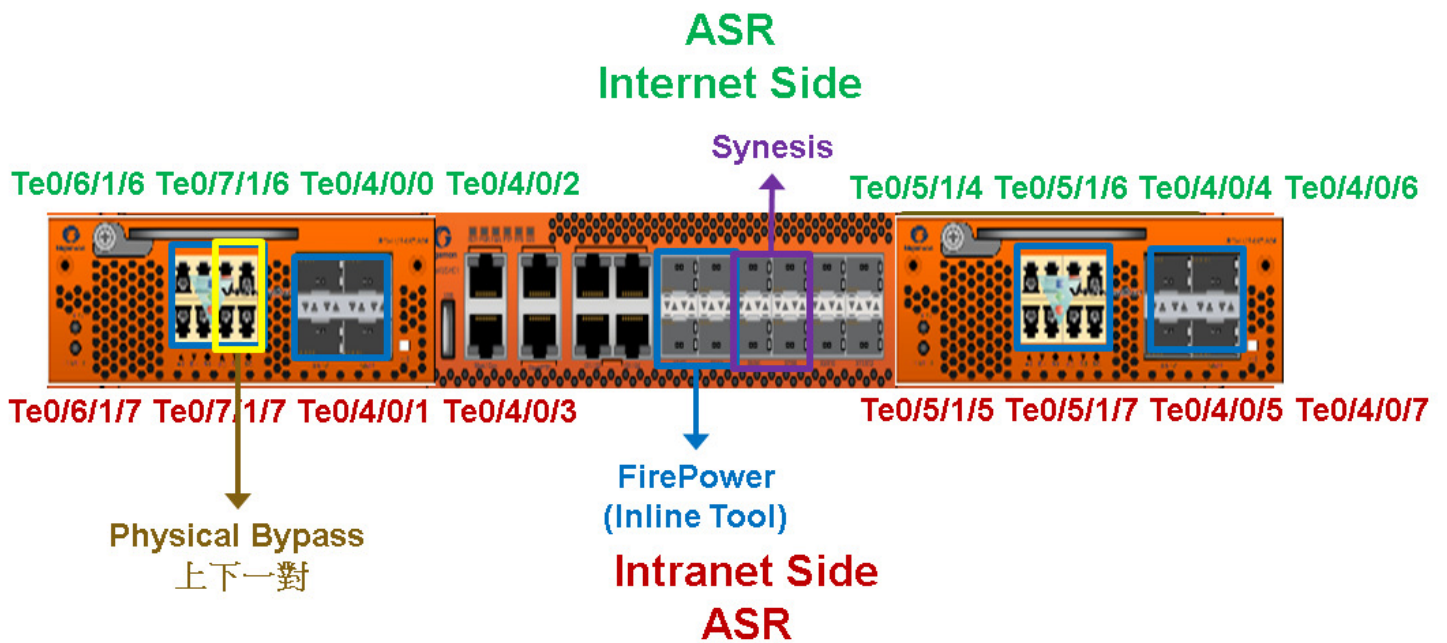 ASR
Internet Side
Synesis
Te0/6/1/6 Te0/7/1/6 Te0/4/0/0 Te0/4/0/2
Te0/5/1/4 Te0/5/1/6 Te0/4/0/4 Te0/4/0/6
Te0/6/1/7 Te0/7/1/7 Te0/4/0/1 Te0/4/0/3
Te0/5/1/5 Te0/5/1/7 Te0/4/0/5 Te0/4/0/7
FirePower
(Inline Tool)
Physical Bypass
上下一對
Intranet Side
ASR